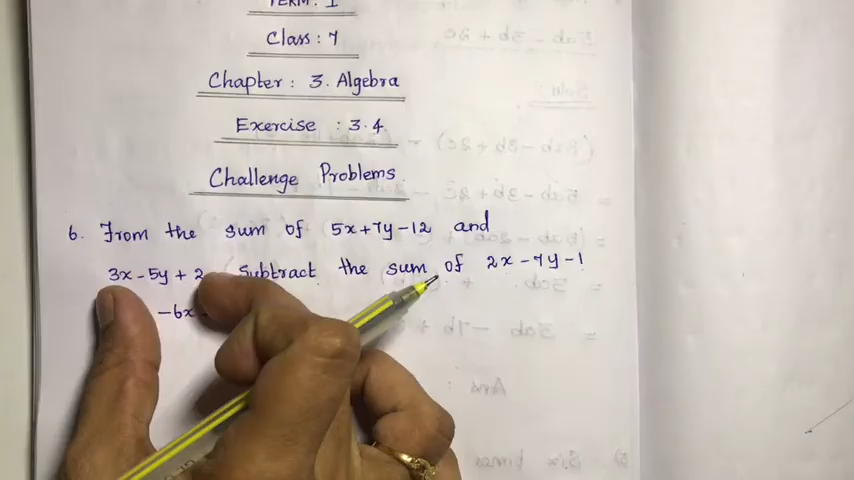 TERM: I
Class: 7
Chapter: 3. Algebra
Exercise : 3.4
Challenge Problems.
6. From the sum of 5x+7y-12 and
3x-5y+2, Subtract the sum of 2x-7y-1
-6x